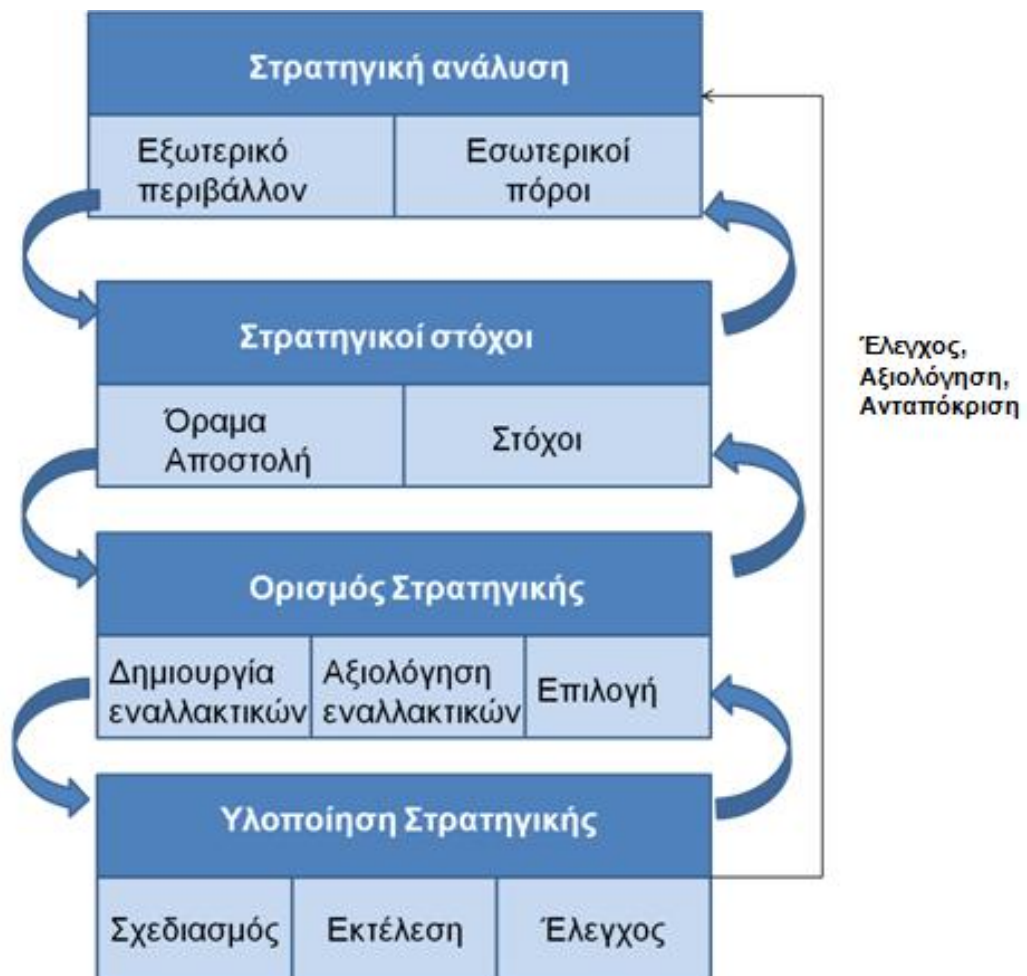 Στρατηγική ανάλυση
Εξωτερικό
περιβάλλον
Εσωτερικοί
πόροι
Στρατηγικοί στόχοι
Όραμα
Αποστολή
Στόχοι
Έλεγχος,
Αξιολόγηση,
Ανταπόκριση
Ορισμός Στρατηγικής
Δημιουργία
εναλλακτικών
Αξιολόγηση
εναλλακτικών
Επιλογή
Υλοποίηση Στρατηγικής
Σχεδιασμός
Εκτέλεση
Έλεγχος